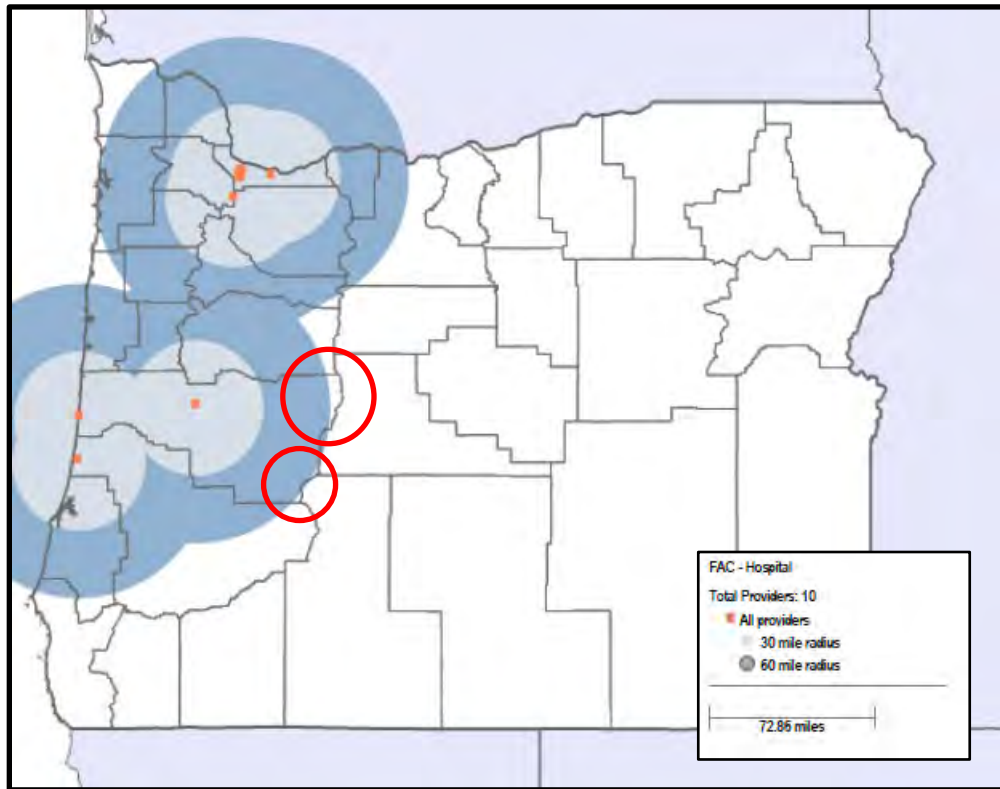 FAC - Hospital
Total Providers: 10
All providers
30 mile radius
60 mile radius
72.86 miles